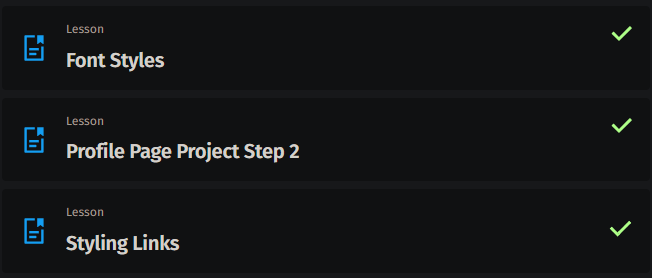 Lesson
Font Styles
Lesson
Profile Page Project Step 2
Lesson
Styling Links